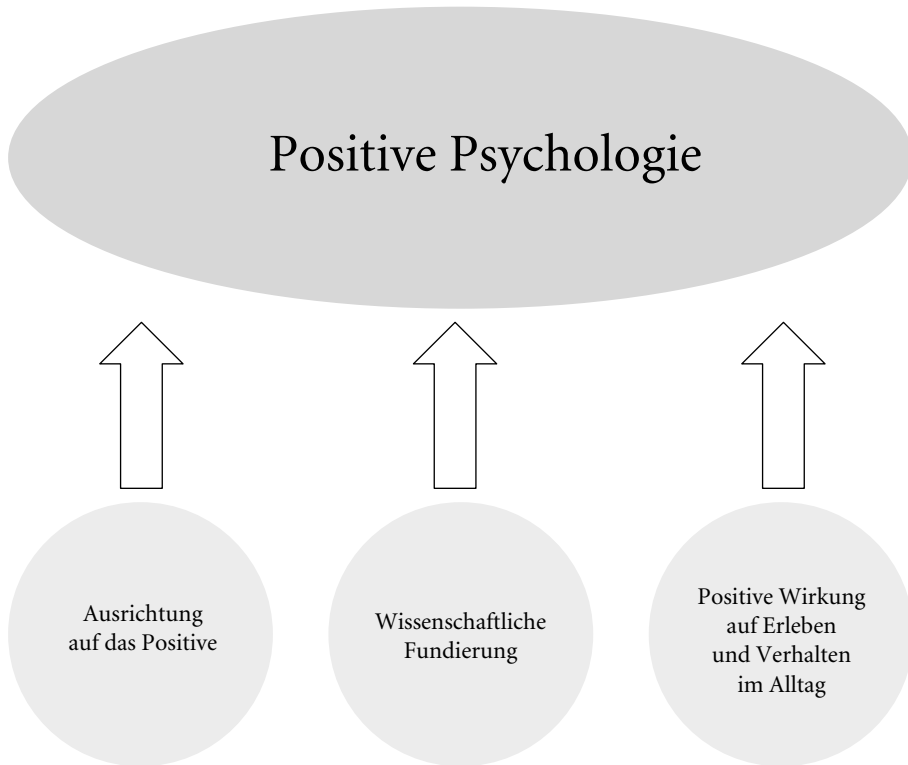 Positive Psychologie
Ausrichtung
auf das Positive
Wissenschaftliche
Fundierung
Positive Wirkung
auf Erleben
und Verhalten
im Alltag